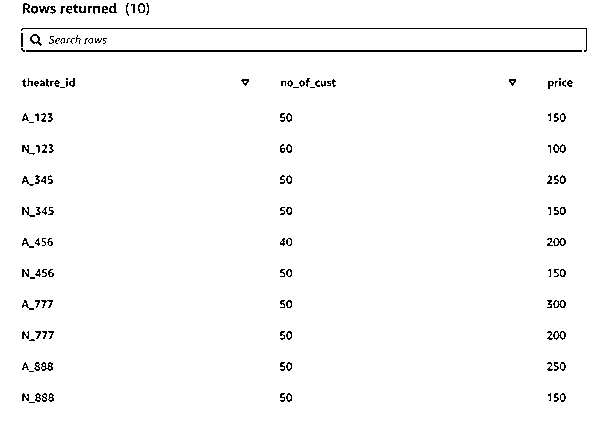 Rows returned (10)
Search rows
theatre_id no_of_cust price
A_123 50 150
N_123 60 100
A_345 50 250
N_345 50 150
A_456 40 200
N_456 50 150
A_777 50 300
N_777 50 200
A_888 50 250
N_888 50 150